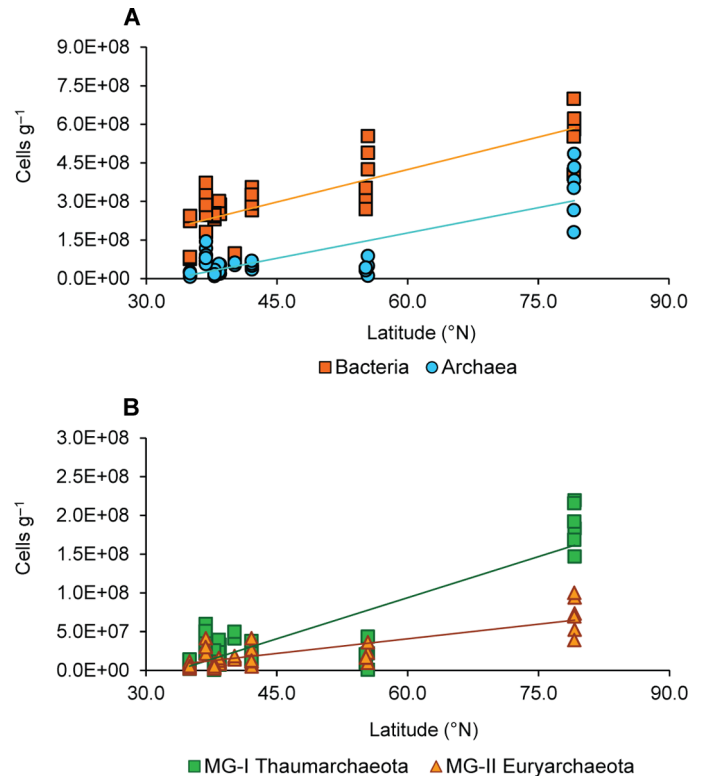 A
9.0E+08
7.5E+08
6.0E+08
4.5E+08
3.0E+08
1.5E+08
0.0E+00
Cells g⁻¹
30.0 45.0 60.0 75.0 90.0
Latitude (°N)
Bacteria Archaea
B
3.0E+08
2.5E+08
2.0E+08
1.5E+08
1.0E+08
5.0E+07
0.0E+00
Cells g⁻¹
30.0 45.0 60.0 75.0 90.0
Latitude (°N)
MG-I Thaumarchaeota MG-II Euryarchaeota